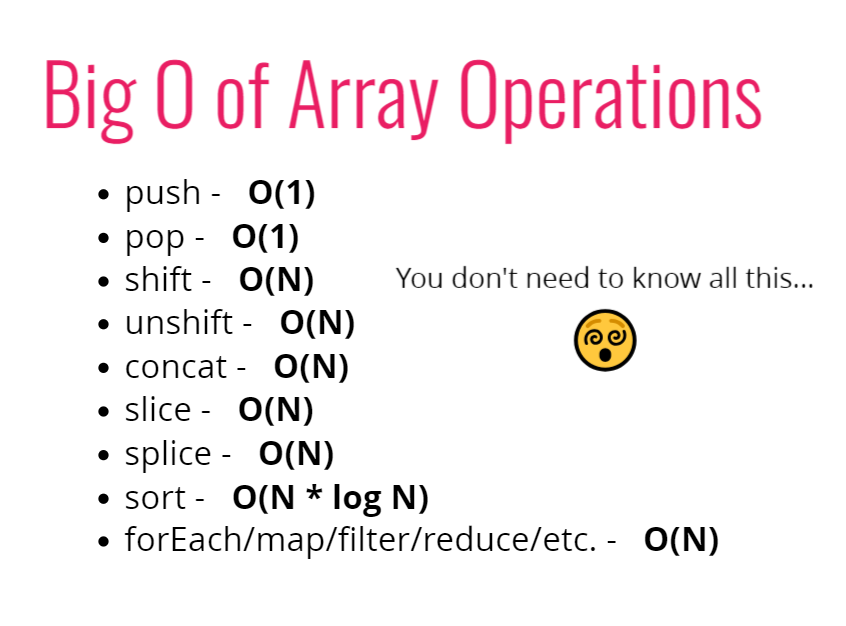 Big O of Array Operations
push - O(1)
pop - O(1)
shift - O(N)
You don't need to know all this...
unshift - O(N)
concat - O(N)
slice - O(N)
splice - O(N)
sort - O(N * log N)
forEach/map/filter/reduce/etc. - O(N)